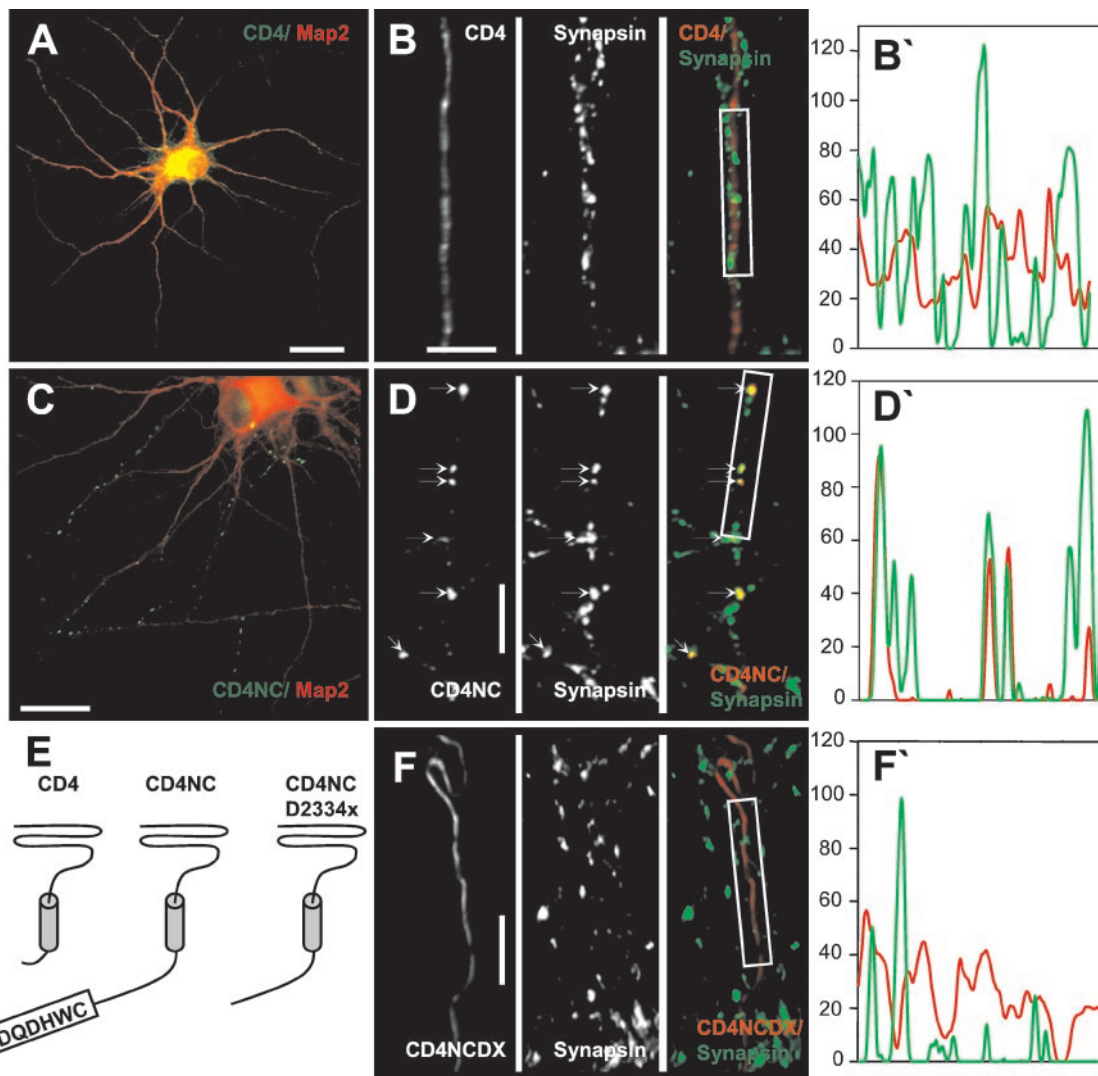 A
CD4/ Map2
B
CD4
Synapsin
CD4/
Synapsin
B`
120
100
80
60
40
20
0
C
CD4NC/ Map2
D
CD4NC
Synapsin
CD4NC/
Synapsin
D`
120
100
80
60
40
20
0
E
CD4
CD4NC
CD4NC
D2334x
DQDHWC
F
CD4NCDX
Synapsin
CD4NCDX/
Synapsin
F`
120
100
80
60
40
20
0